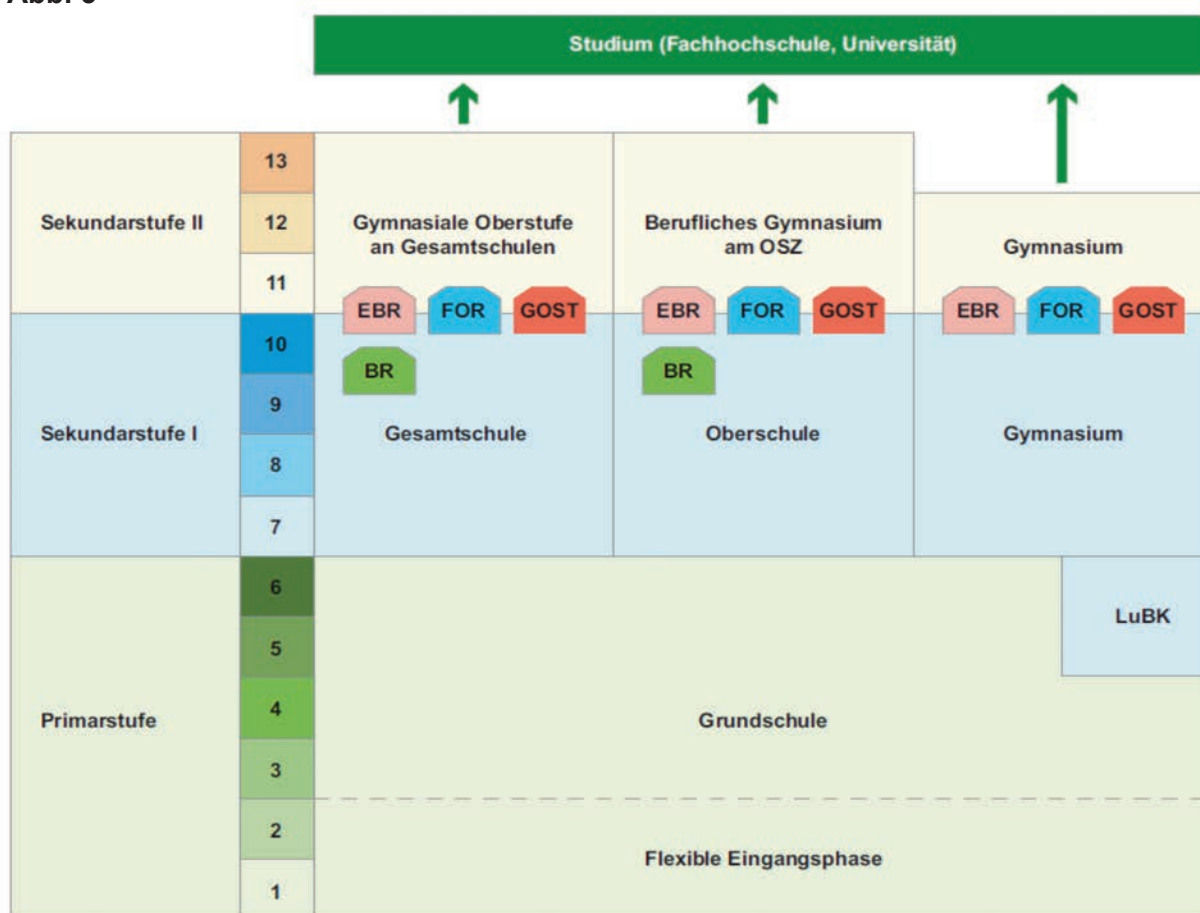 Studium (Fachhochschule, Universität)
13
Sekundarstufe II
12
11
Gymnasiale Oberstufe
an Gesamtschulen
Berufliches Gymnasium
am OSZ
Gymnasium
EBR FOR GOST
EBR FOR GOST
EBR FOR GOST
10
BR
BR
9
Sekundarstufe I
Gesamtschule
Oberschule
Gymnasium
8
7
6
LuBK
5
4
Primarstufe
Grundschule
3
2
Flexible Eingangsphase
1